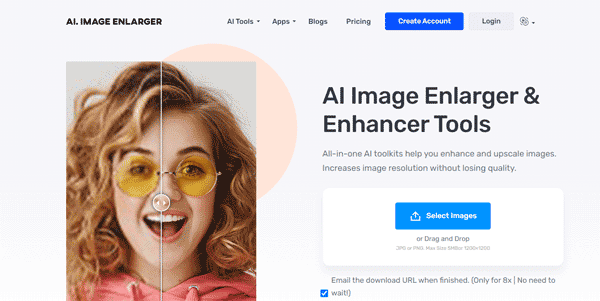 AI. IMAGE ENLARGER
AI Tools
Apps
Blogs
Pricing
Create Account
Login
AI Image Enlarger &
Enhancer Tools
All-in-one AI toolkits help you enhance and upscale images.
Increases image resolution without losing quality.
Select Images
or Drag and Drop
JPG or PNG. Max Size 5MB(or 1200×1200
Email the download URL when finished. (Only for 8x | No need to
wait!)